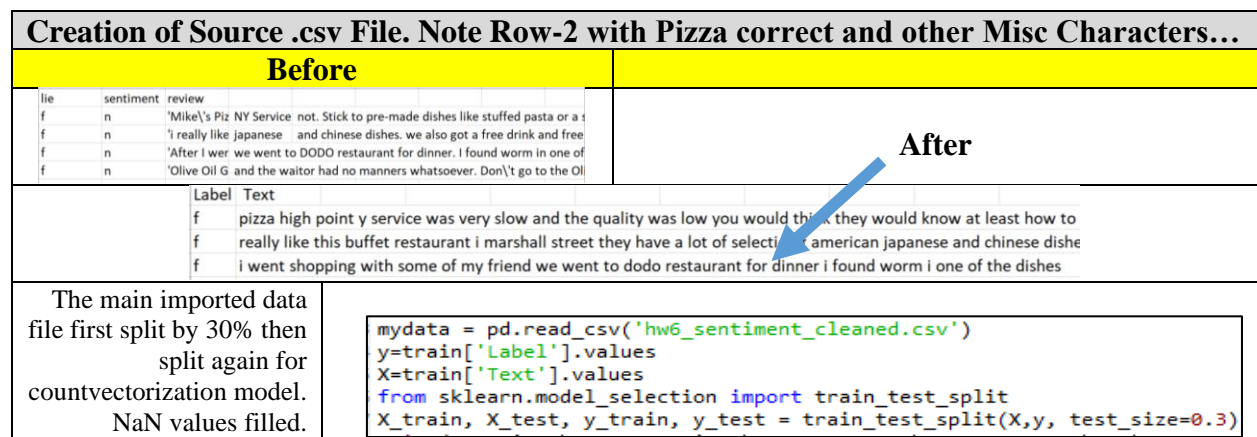 Creation of Source .csv File. Note Row-2 with Pizza correct and other Misc Characters…
Before
lie sentiment review
f n 'Mike\'s Piz NY Service not. Stick to pre-made dishes like stuffed pasta or a s
f n 'i really like japanese and chinese dishes. we also got a free drink and free
f n 'After I wer we went to DODO restaurant for dinner. I found worm in one of
f n 'Olive Oil G and the waitor had no manners whatsoever. Don\'t go to the Oli
After
Label Text
f pizza high point y service was very slow and the quality was low you would think they would know at least how to
f really like this buffet restaurant i marshall street they have a lot of selection american japanese and chinese dishe
f i went shopping with some of my friend we went to dodo restaurant for dinner i found worm i one of the dishes
The main imported data
file first split by 30% then
split again for
countvectorization model.
NaN values filled.
mydata = pd.read_csv('hw6_sentiment_cleaned.csv')
y=train['Label'].values
X=train['Text'].values
from sklearn.model_selection import train_test_split
X_train, X_test, y_train, y_test = train_test_split(X,y, test_size=0.3)